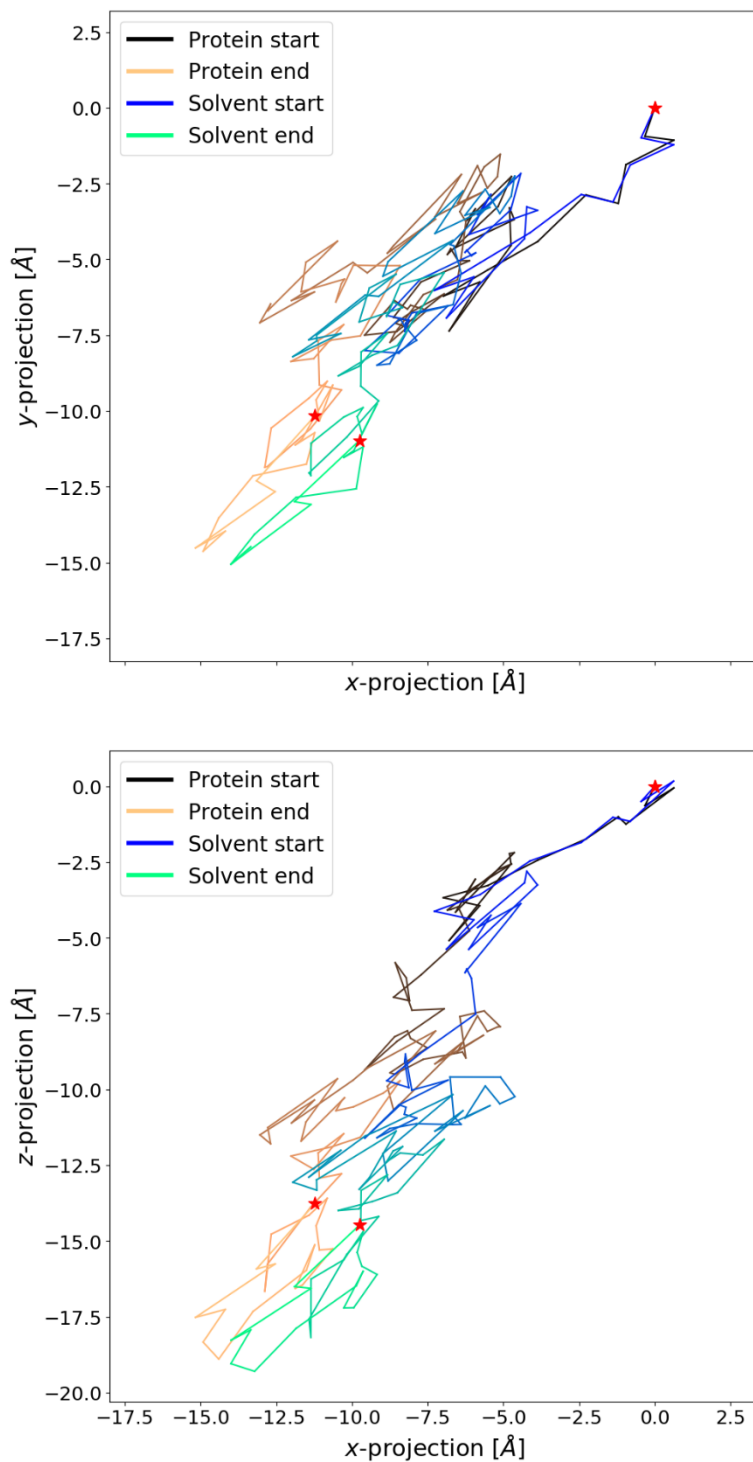 2.5
0.0
−2.5
−5.0
−7.5
−10.0
−12.5
−15.0
−17.5
y-projection [Å]
Protein start
Protein end
Solvent start
Solvent end
x-projection [Å]
0.0
−2.5
−5.0
−7.5
−10.0
−12.5
−15.0
−17.5
−20.0
z-projection [Å]
Protein start
Protein end
Solvent start
Solvent end
−17.5 −15.0 −12.5 −10.0 −7.5 −5.0 −2.5 0.0 2.5
x-projection [Å]